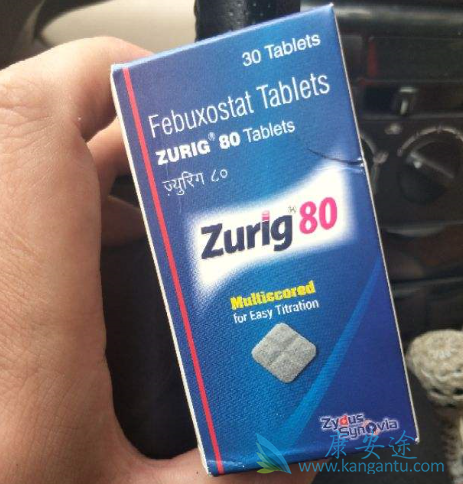 30 Tablets
Febuxostat Tablets
ZURIG® 80 Tablets
ज़्युरिग ८०
Zurig™ 80
Multiscored
for Easy Titration
Zydus
Synovia
康安途
www.kangantu.com